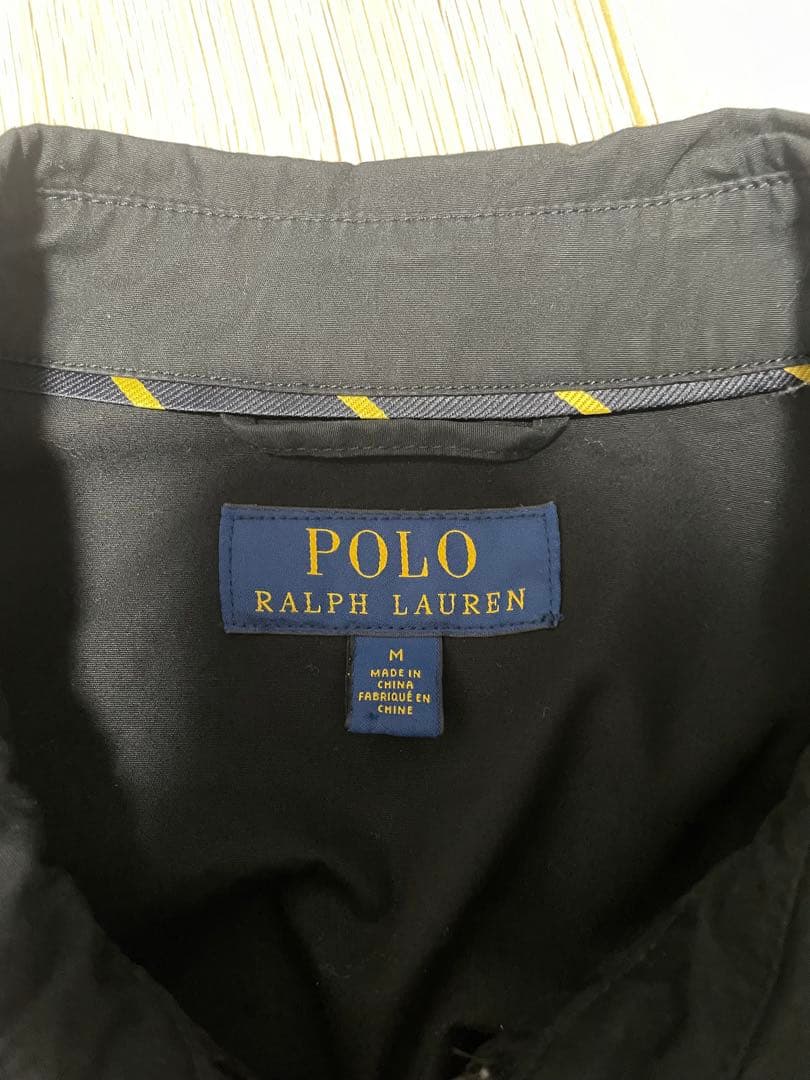 POLO
RALPH LAUREN
M
MADE IN
CHINA
FABRIQUÉ EN
CHINE